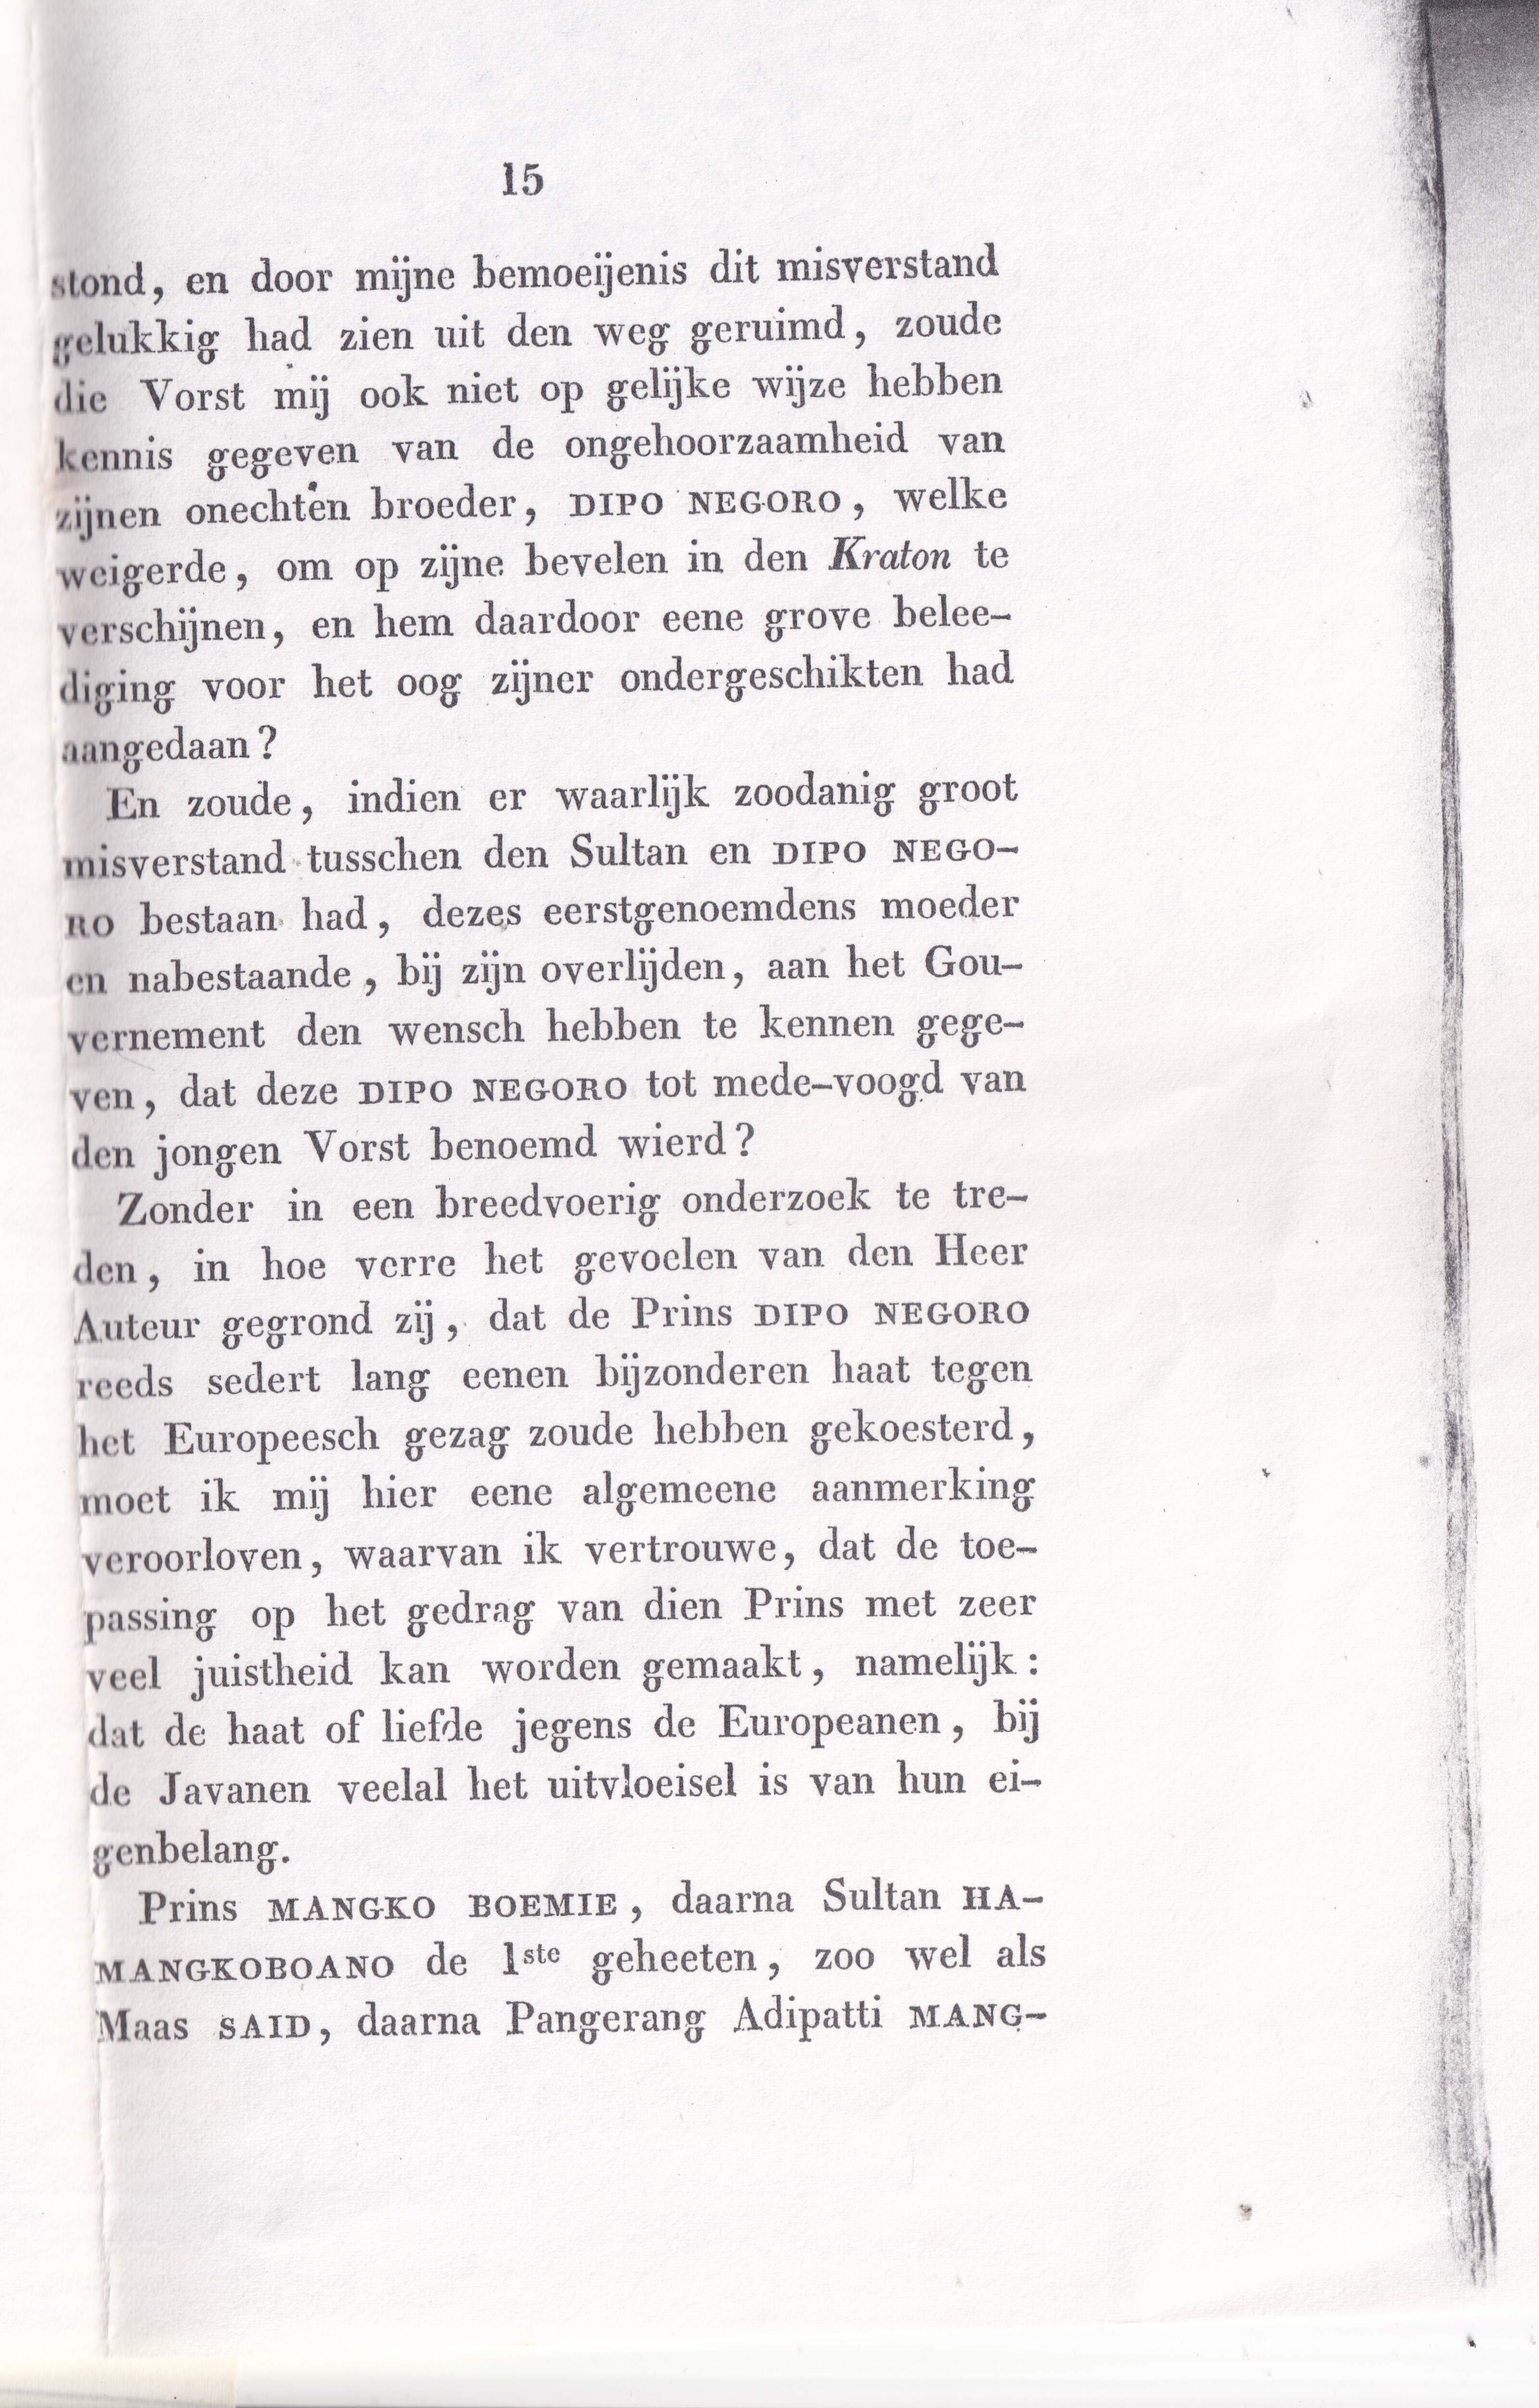 15
stond, en door mijne bemoeijenis dit misverstand
gelukkig had zien uit den weg geruimd, zoude
die Vorst mij ook niet op gelijke wijze hebben
kennis gegeven van de ongehoorzaamheid van
zijnen onechten broeder, DIPO NEGORO, welke
weigerde, om op zijne bevelen in den Kraton te
verschijnen, en hem daardoor eene grove belee-
diging voor het oog zijner ondergeschikten had
aangedaan?
En zoude, indien er waarlijk zoodanig groot
misverstand tusschen den Sultan en DIPO NEGO-
RO bestaan had, dezes eerstgenoemdens moeder
en nabestaande, bij zijn overlijden, aan het Gou-
vernement den wensch hebben te kennen gege-
ven, dat deze DIPO NEGORO tot mede-voogd van
den jongen Vorst benoemd wierd?
Zonder in een breedvoerig onderzoek te tre-
den, in hoe verre het gevoelen van den Heer
Auteur gegrond zij, dat de Prins DIPO NEGORO
reeds sedert lang eenen bijzonderen haat tegen
het Europeesch gezag zoude hebben gekoesterd,
moet ik mij hier eene algemeene aanmerking
veroorloven, waarvan ik vertrouwe, dat de toe-
passing op het gedrag van dien Prins met zeer
veel juistheid kan worden gemaakt, namelijk:
dat de haat of liefde jegens de Europeanen, bij
de Javanen veelal het uitvloeisel is van hun ei-
genbelang.
Prins MANGKO BOEMIE, daarna Sultan HA-
MANGKOBOANO de 1ste geheeten, zoo wel als
Maas SAID, daarna Pangerang Adipatti MANG-